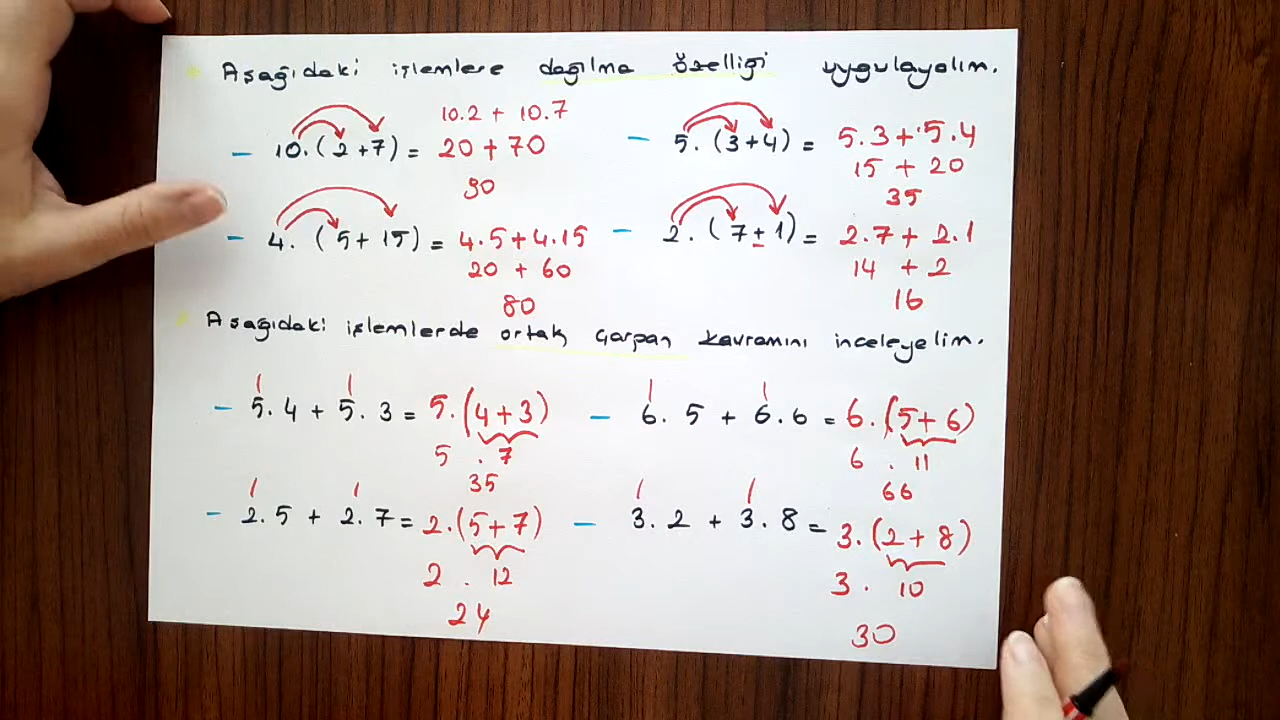 Aşağıdaki işlemlere dağılma özelliği uygulayalım.
- 10.(2+7) = 10.2 + 10.7
20 + 70
90
- 5.(3+4) = 5.3 + 5.4
15 + 20
35
- 4.(5+15) = 4.5 + 4.15
20 + 60
80
- 2.(7+1) = 2.7 + 2.1
14 + 2
16
Aşağıdaki işlemlerde ortak çarpan kavramını inceleyelim.
- 5.4 + 5.3 = 5.(4+3)
5 . 7
35
- 6.5 + 6.6 = 6.(5+6)
6 . 11
66
- 2.5 + 2.7 = 2.(5+7)
2 . 12
24
- 3.2 + 3.8 = 3.(2+8)
3 . 10
30